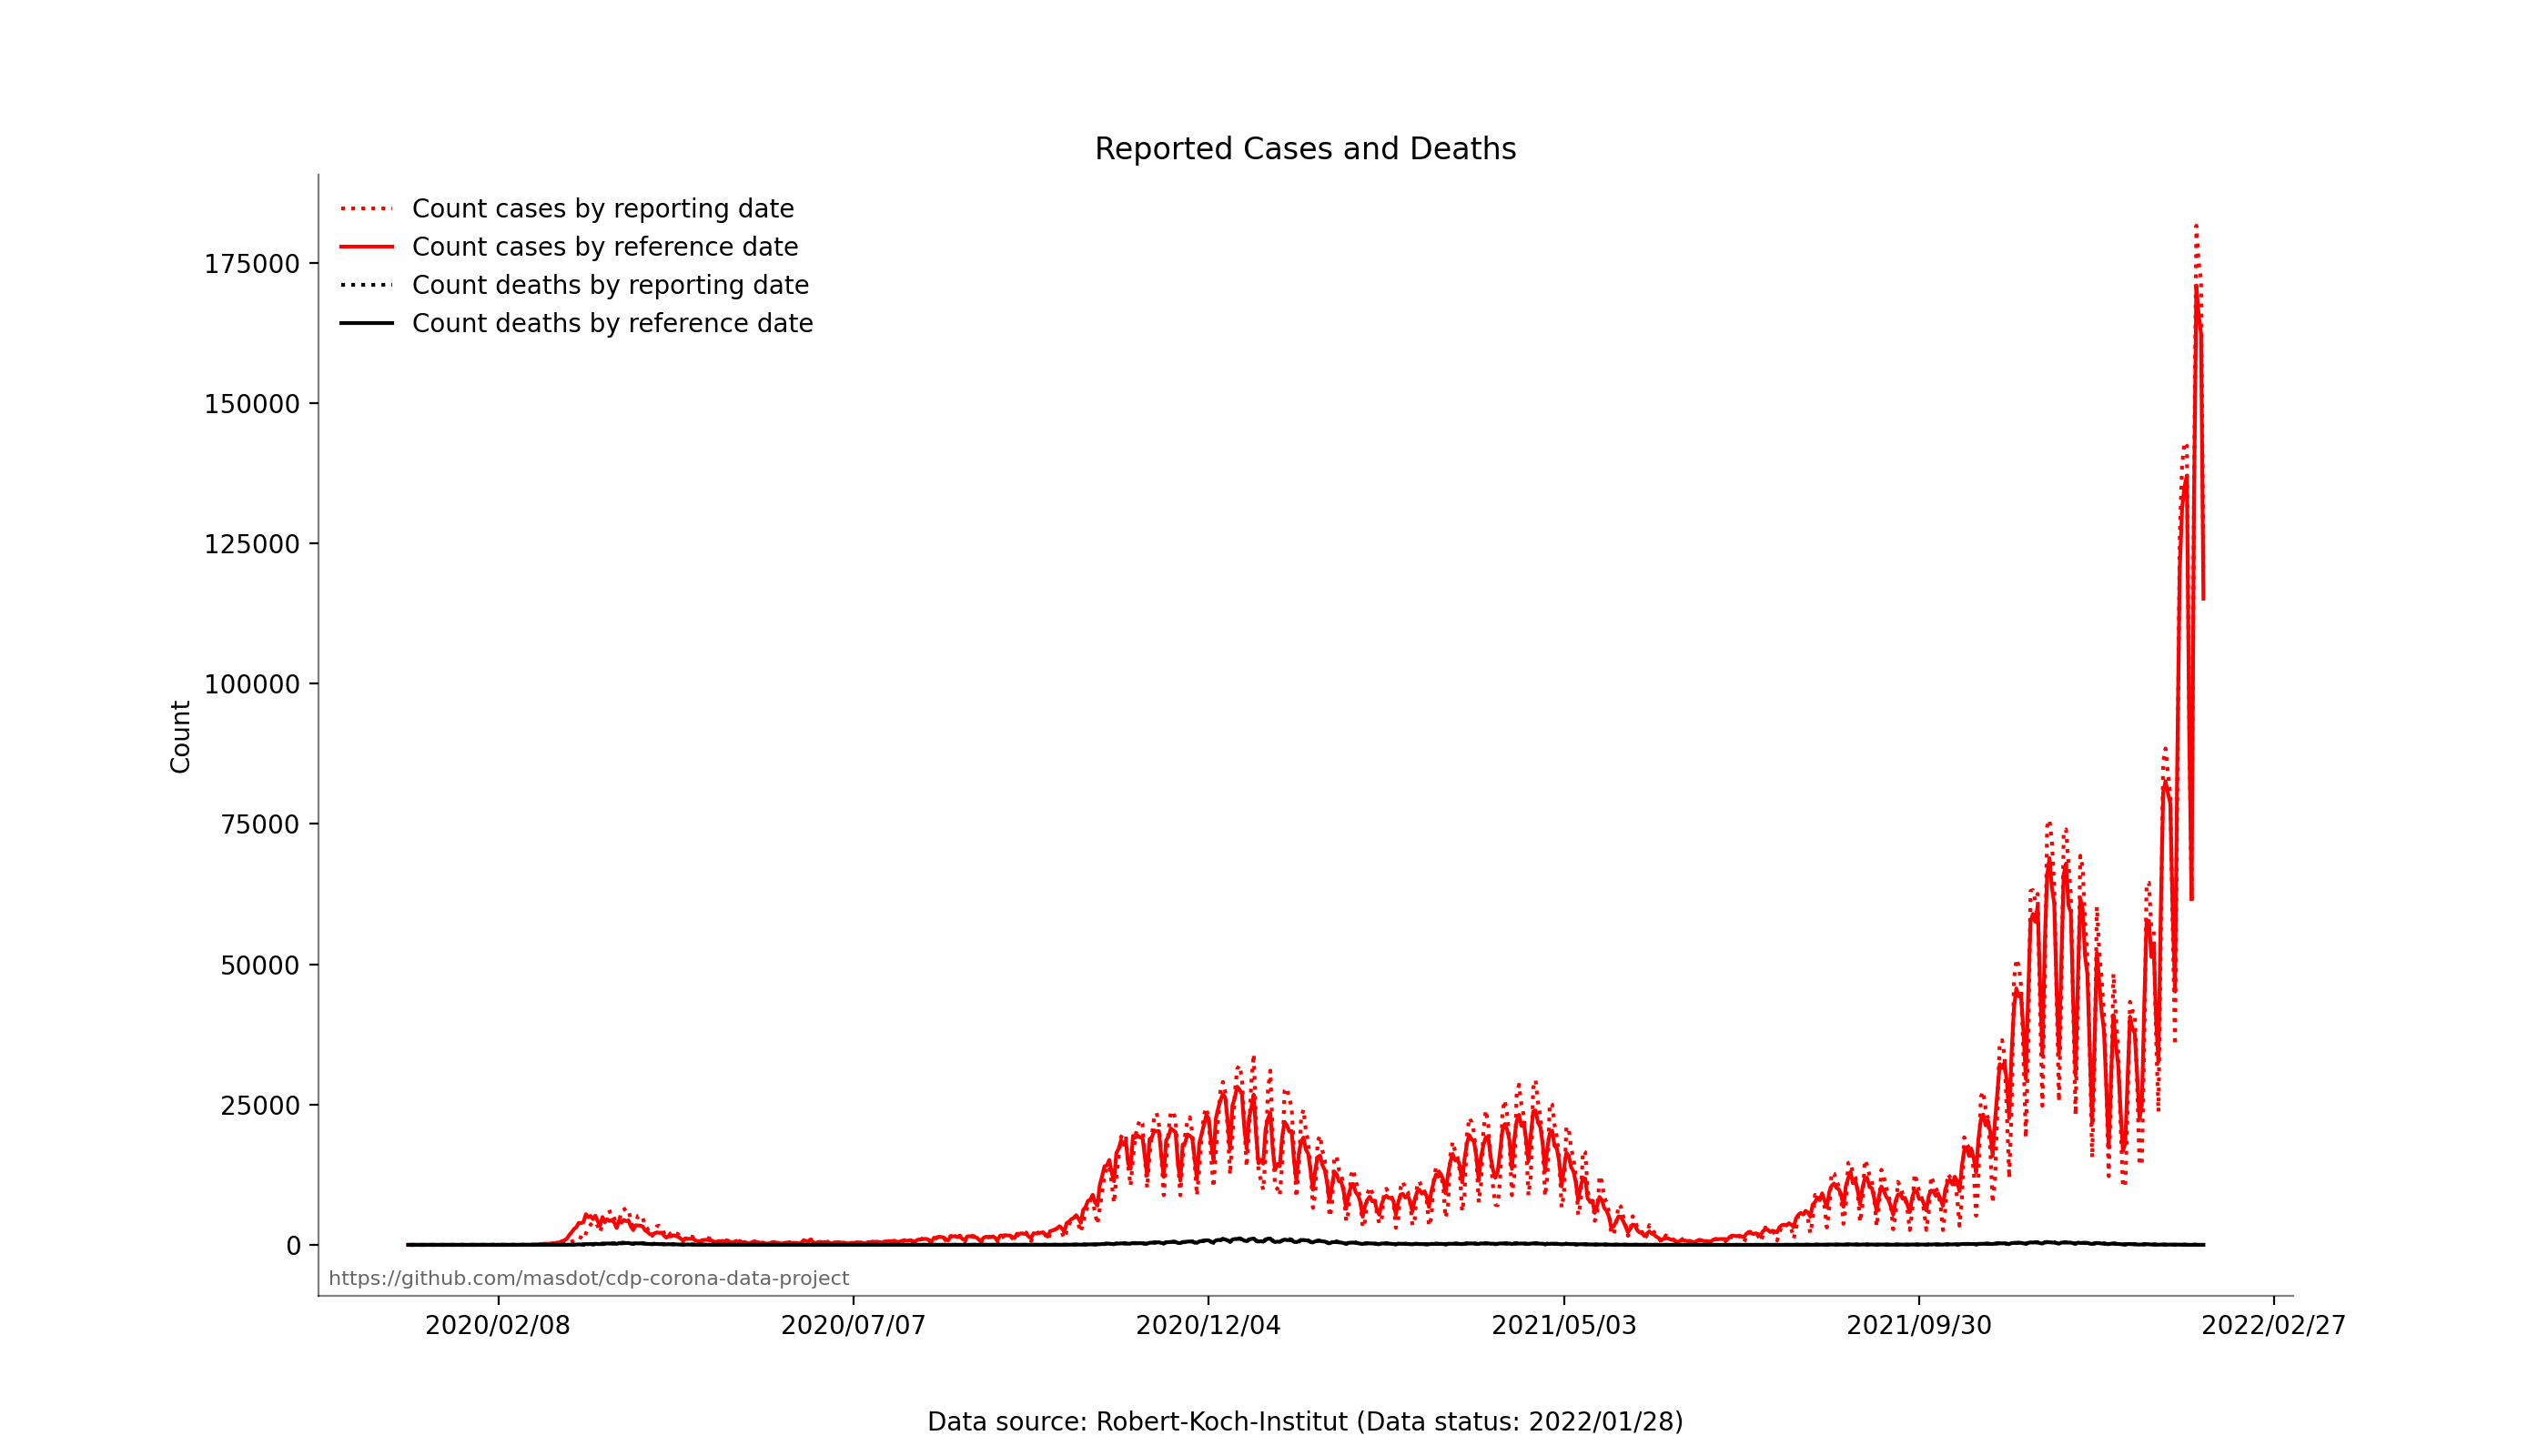 Reported Cases and Deaths
Count cases by reporting date
Count cases by reference date
Count deaths by reporting date
Count deaths by reference date
175000
150000
125000
100000
75000
50000
25000
0
Count
https://github.com/masdot/cdp-corona-data-project
2020/02/08 2020/07/07 2020/12/04 2021/05/03 2021/09/30 2022/02/27
Data source: Robert-Koch-Institut (Data status: 2022/01/28)